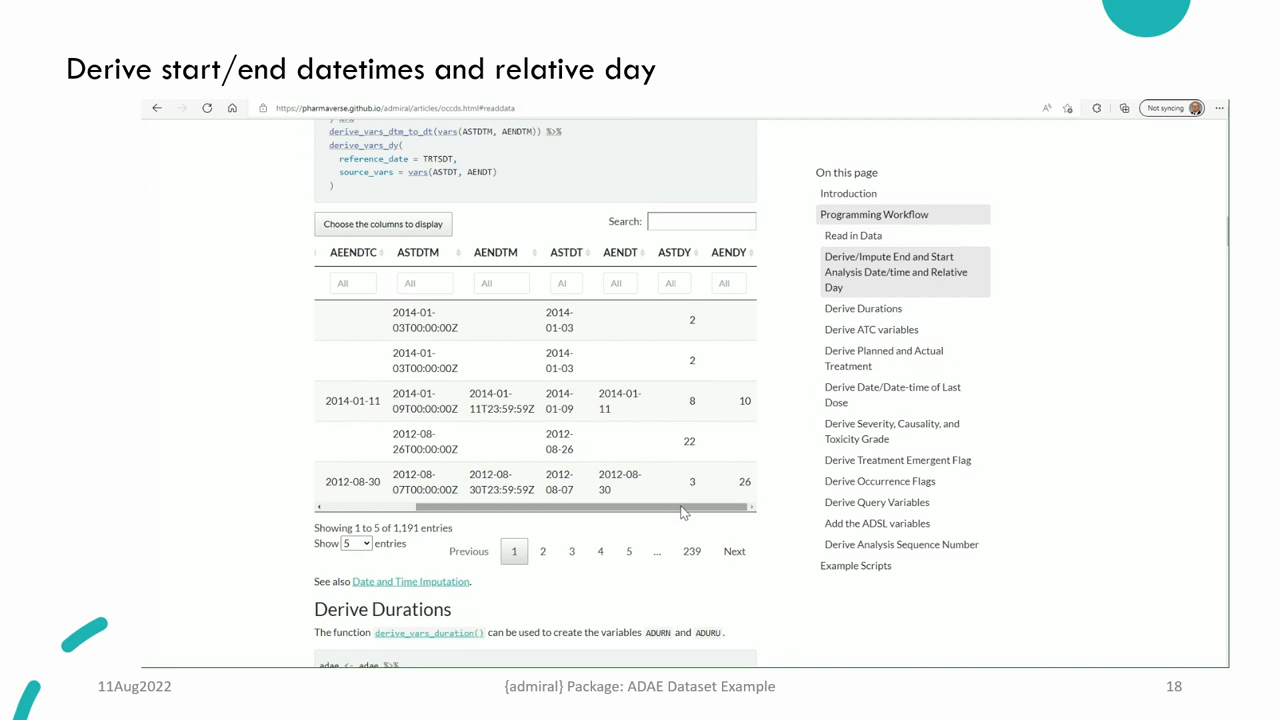 Derive start/end datetimes and relative day
https://pharmaverse.github.io/admiral/articles/occds.html#readdata
Not syncing
derive_vars_dtm_to_dt(vars(ASTDTM, AENDTM)) %>%
derive_vars_dy(
reference_date = TRTSDT,
source_vars = vars(ASTDT, AENDT)
)
Choose the columns to display
Search:
AEENDTC ASTDTM AENDTM ASTDT AENDT ASTDY AENDY
All All All Al All All All
2014-01-03T00:00:00Z 2014-01-03 2
2014-01-03T00:00:00Z 2014-01-03 2
2014-01-11 2014-01-09T00:00:00Z 2014-01-11T23:59:59Z 2014-01-09 2014-01-11 8 10
2012-08-26T00:00:00Z 2012-08-26 22
2012-08-30 2012-08-07T00:00:00Z 2012-08-30T23:59:59Z 2012-08-07 2012-08-30 3 26
Showing 1 to 5 of 1,191 entries
Show 5 entries
Previous 1 2 3 4 5 ... 239 Next
See also Date and Time Imputation.
Derive Durations
The function derive_vars_duration() can be used to create the variables ADURN and ADURU.
adae <- adae %>%
On this page
Introduction
Programming Workflow
Read in Data
Derive/Impute End and Start
Analysis Date/time and Relative
Day
Derive Durations
Derive ATC variables
Derive Planned and Actual
Treatment
Derive Date/Date-time of Last
Dose
Derive Severity, Causality, and
Toxicity Grade
Derive Treatment Emergent Flag
Derive Occurrence Flags
Derive Query Variables
Add the ADSL variables
Derive Analysis Sequence Number
Example Scripts
11Aug2022
{admiral} Package: ADAE Dataset Example
18